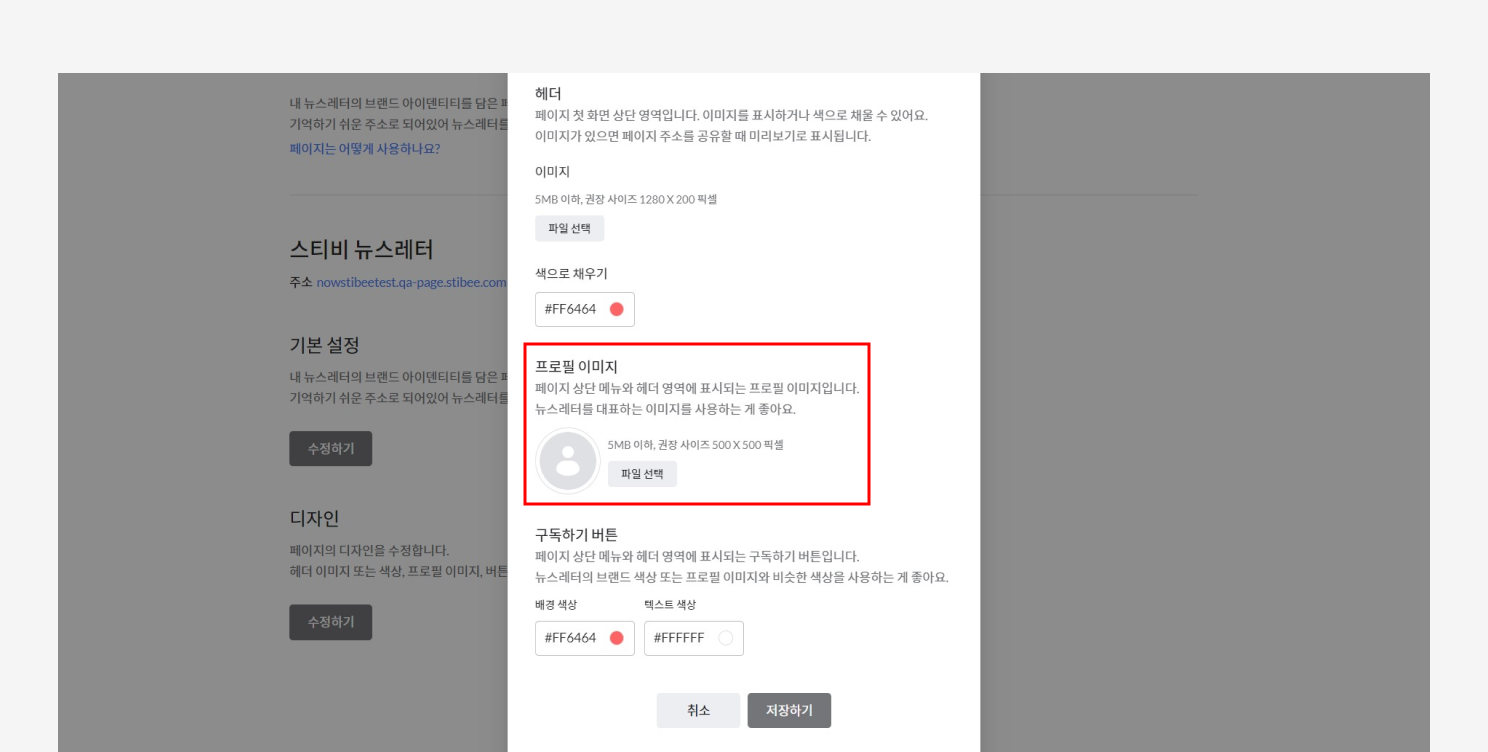 내 뉴스레터의 브랜드 아이덴티티를 담은
기억하기 쉬운 주소로 되어있어 뉴스레터를
페이지는 어떻게 사용하나요?
스티비 뉴스레터
주소 nowstibeetest.qa-page.stibee.com
기본 설정
내 뉴스레터의 브랜드 아이덴티티를 담은
기억하기 쉬운 주소로 되어있어 뉴스레터를
수정하기
디자인
페이지의 디자인을 수정합니다.
헤더 이미지 또는 색상, 프로필 이미지, 버튼
수정하기
헤더
페이지 첫 화면 상단 영역입니다. 이미지를 표시하거나 색으로 채울 수 있어요.
이미지가 있으면 페이지 주소를 공유할 때 미리보기로 표시됩니다.
이미지
5MB 이하, 권장 사이즈 1280 X 200 픽셀
파일 선택
색으로 채우기
#FF6464
프로필 이미지
페이지 상단 메뉴와 헤더 영역에 표시되는 프로필 이미지입니다.
뉴스레터를 대표하는 이미지를 사용하는 게 좋아요.
5MB 이하, 권장 사이즈 500 X 500 픽셀
파일 선택
구독하기 버튼
페이지 상단 메뉴와 헤더 영역에 표시되는 구독하기 버튼입니다.
뉴스레터의 브랜드 색상 또는 프로필 이미지와 비슷한 색상을 사용하는 게 좋아요.
배경 색상 텍스트 색상
#FF6464 #FFFFFF
취소 저장하기